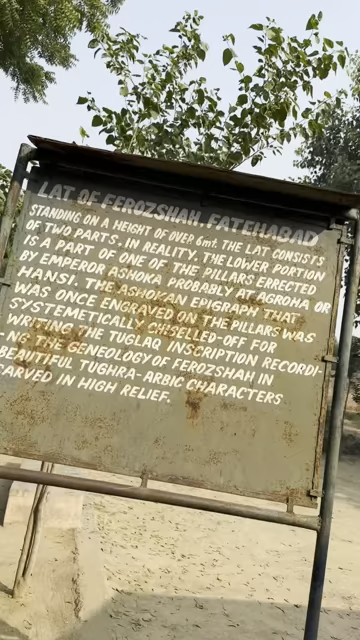 LAT OF FEROZSHAH FATEHABAD
STANDING ON A HEIGHT OF OVER 6mt. THE LAT CONSISTS
OF TWO PARTS. IN REALITY, THE LOWER PORTION
IS A PART OF ONE OF THE PILLARS ERRECTED
BY EMPEROR ASHOKA PROBABLY AT AGROHA OR
HANSI. THE ASHOKAN EPIGRAPH THAT
WAS ONCE ENGRAVED ON THE PILLARS WAS
SYSTEMETICALLY CHISELLED-OFF FOR
WRITING THE TUGLAQ INSCRIPTION RECORDI-
-NG THE GENEOLOGY OF FEROZSHAH IN
BEAUTIFUL TUGHRA-ARBIC CHARACTERS
CARVED IN HIGH RELIEF.